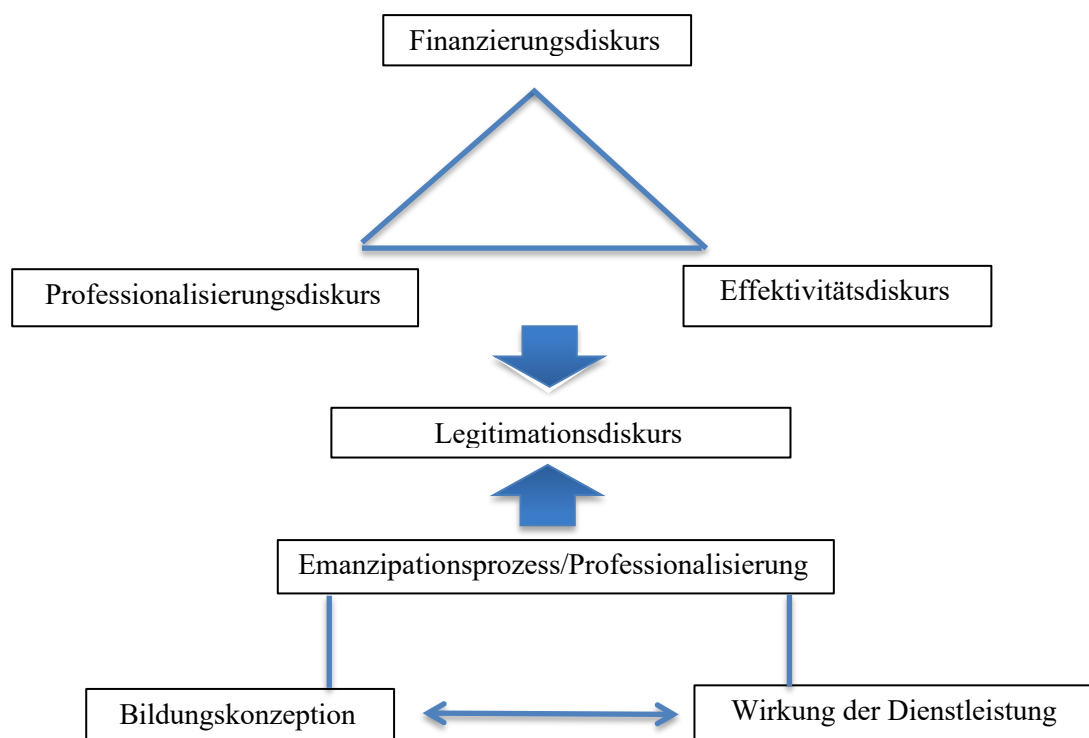 Finanzierungsdiskurs
Professionalisierungsdiskurs
Effektivitätsdiskurs
Legitimationsdiskurs
Emanzipationsprozess/Professionalisierung
Bildungskonzeption
Wirkung der Dienstleistung